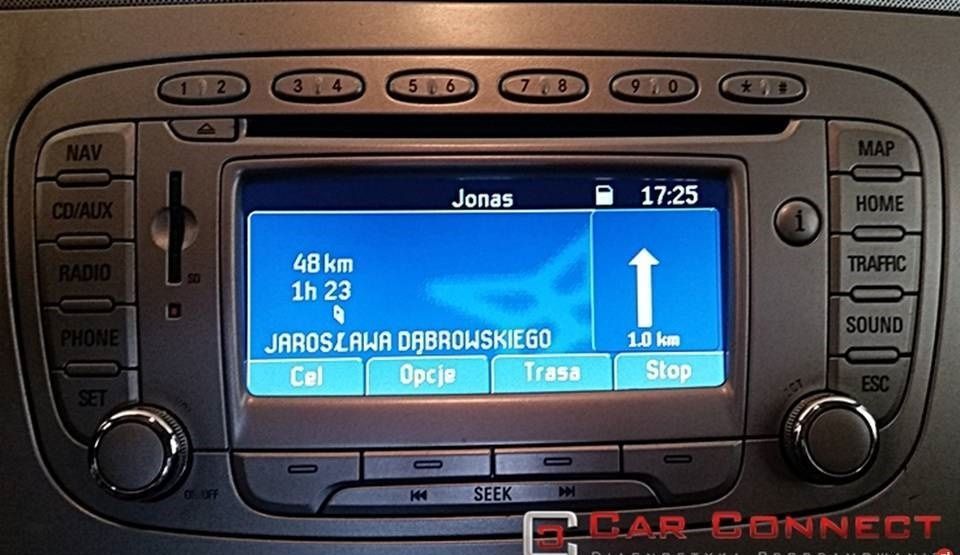 1 2 3 4 5 6 7 8 9 0 * #
NAV
CD/AUX
RADIO
PHONE
SET
SD
Jonas 17:25
48 km
1h 23
JAROSŁAWA DĄBROWSKIEGO
1.0 km
Cel Opcje Trasa Stop
i
MAP
HOME
TRAFFIC
SOUND
ESC
ON/OFF
SEEK
CAR CONNECT